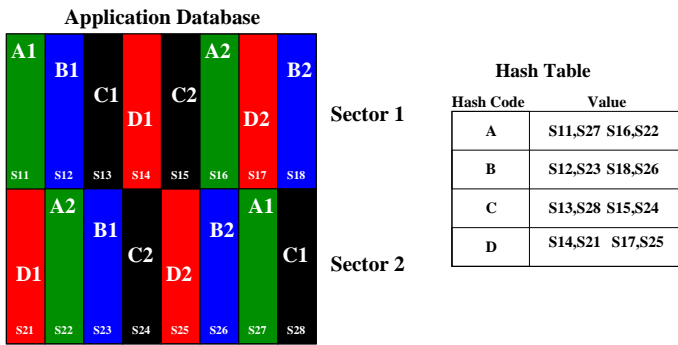 Application Database
A1 B1 C1 D1 C2 A2 D2 B2
S11 S12 S13 S14 S15 S16 S17 S18
Sector 1
D1 A2 B1 C2 D2 B2 A1 C1
S21 S22 S23 S24 S25 S26 S27 S28
Sector 2
Hash Table
Hash Code Value
A S11,S27 S16,S22
B S12,S23 S18,S26
C S13,S28 S15,S24
D S14,S21 S17,S25